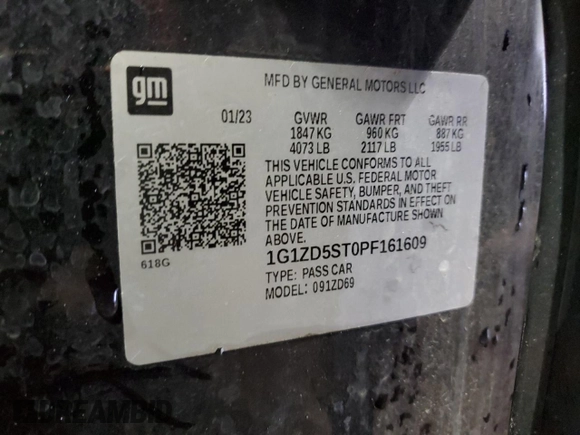 gm
MFD BY GENERAL MOTORS LLC
01/23 GVWR GAWR FRT GAWR RR
1847 KG 960 KG 887 KG
4073 LB 2117 LB 1955 LB
THIS VEHICLE CONFORMS TO ALL
APPLICABLE U.S. FEDERAL MOTOR
VEHICLE SAFETY, BUMPER, AND THEFT
PREVENTION STANDARDS IN EFFECT ON
THE DATE OF MANUFACTURE SHOWN
ABOVE.
618G
1G1ZD5ST0PF161609
TYPE: PASS CAR
MODEL: 091ZD69
DREAMBID